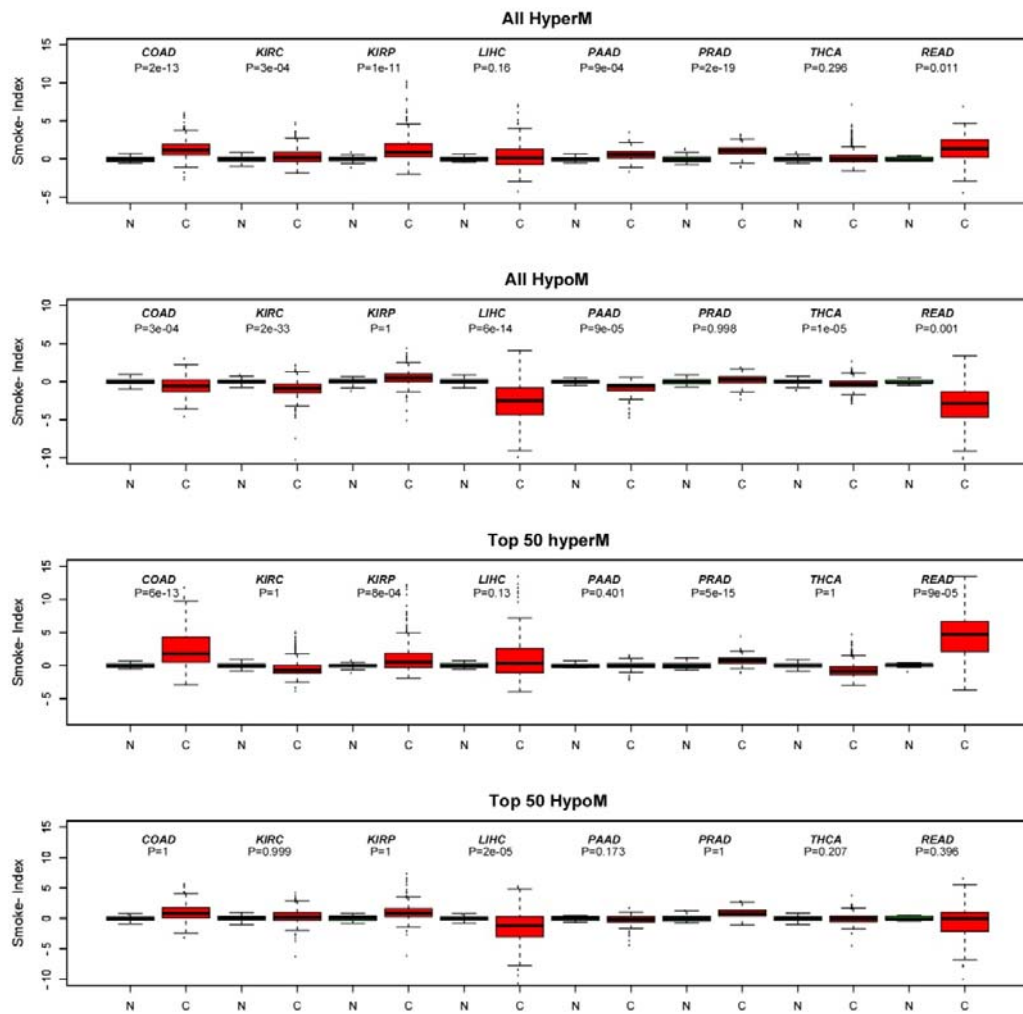 All HyperM
15
COAD KIRC KIRP LIHC PAAD PRAD THCA READ
P=2e-13 P=3e-04 P=1e-11 P=0.16 P=9e-04 P=2e-19 P=0.296 P=0.011
10
Smoke- Index
5
0
-5
N C N C N C N C N C N C N C N C
All HypoM
10
COAD KIRC KIRP LIHC PAAD PRAD THCA READ
P=3e-04 P=2e-33 P=1 P=6e-14 P=9e-05 P=0.998 P=1e-05 P=0.001
5
Smoke- Index
0
-5
-10
N C N C N C N C N C N C N C N C
Top 50 hyperM
15
COAD KIRC KIRP LIHC PAAD PRAD THCA READ
P=6e-13 P=1 P=8e-04 P=0.13 P=0.401 P=5e-15 P=1 P=9e-05
10
Smoke- Index
5
0
-5
N C N C N C N C N C N C N C N C
Top 50 HypoM
15
COAD KIRC KIRP LIHC PAAD PRAD THCA READ
P=1 P=0.999 P=1 P=2e-05 P=0.173 P=1 P=0.207 P=0.396
10
Smoke- Index
5
0
-5
-10
N C N C N C N C N C N C N C N C